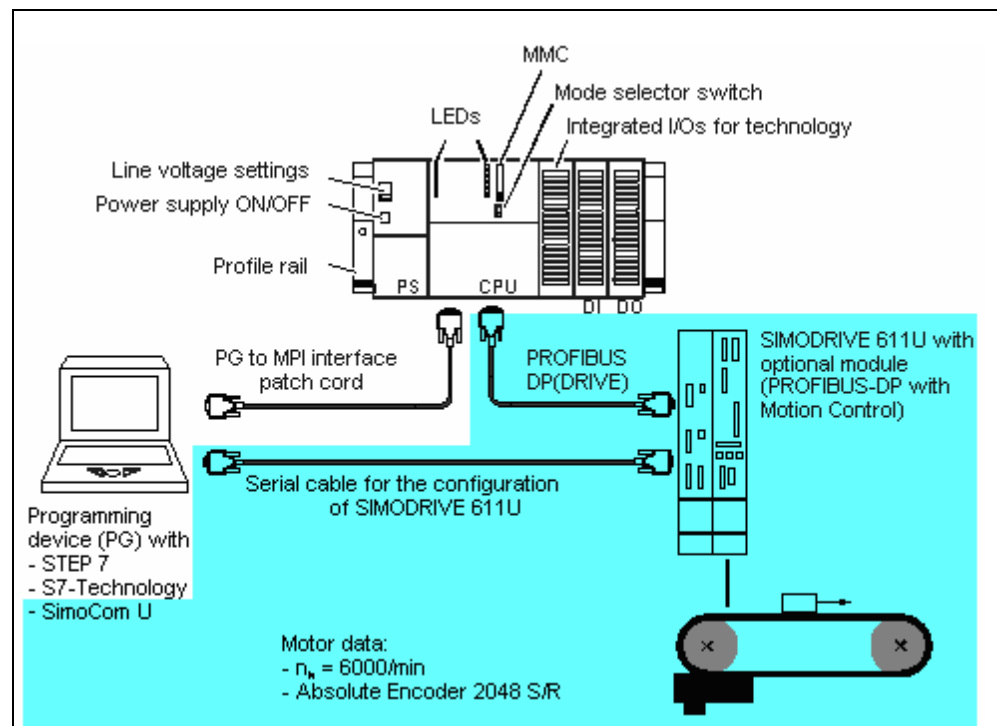 MMC
Mode selector switch
LEDs
Integrated I/Os for technology
Line voltage settings
Power supply ON/OFF
Profile rail
PS
CPU
DI DO
PG to MPI interface
patch cord
PROFIBUS
DP(DRIVE)
SIMODRIVE 611U with
optional module
(PROFIBUS-DP with
Motion Control)
Serial cable for the configuration
of SIMODRIVE 611U
Programming
device (PG) with
- STEP 7
- S7-Technology
- SimoCom U
Motor data:
- nN = 6000/min
- Absolute Encoder 2048 S/R